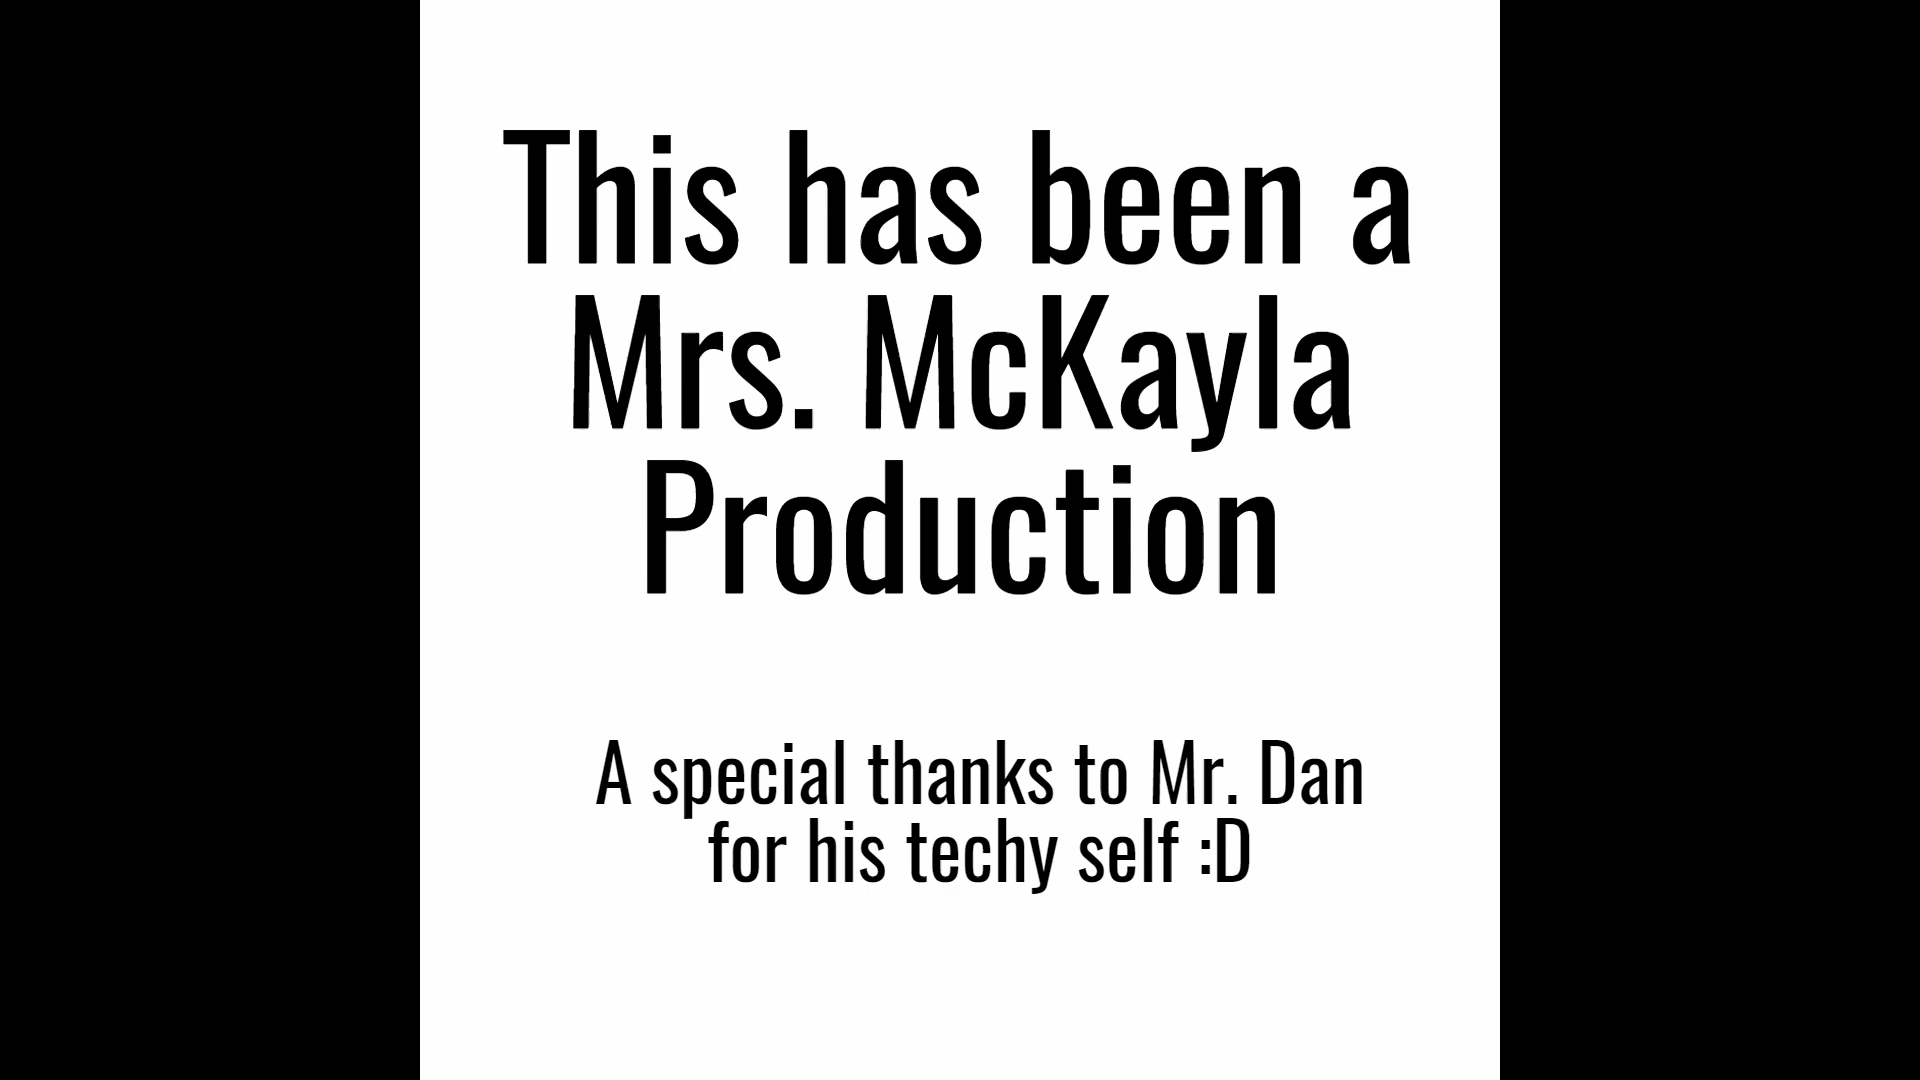 This has been a
Mrs. McKayla
Production
A special thanks to Mr. Dan
for his techy self :D